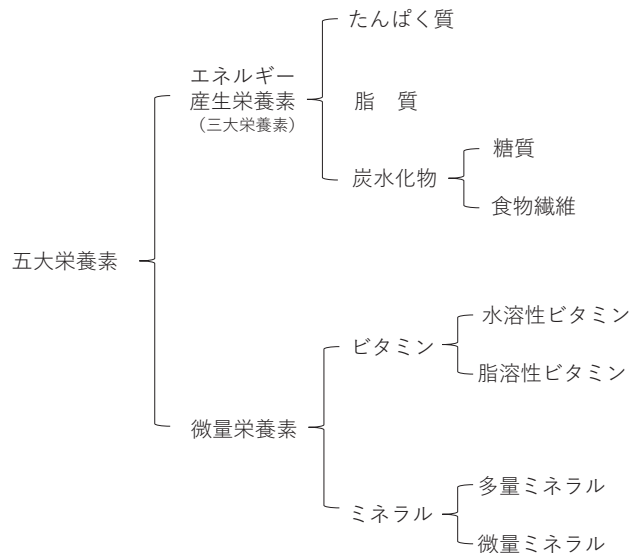 五大栄養素
エネルギー
産生栄養素
（三大栄養素）
たんぱく質
脂　質
炭水化物
糖質
食物繊維
微量栄養素
ビタミン
水溶性ビタミン
脂溶性ビタミン
ミネラル
多量ミネラル
微量ミネラル